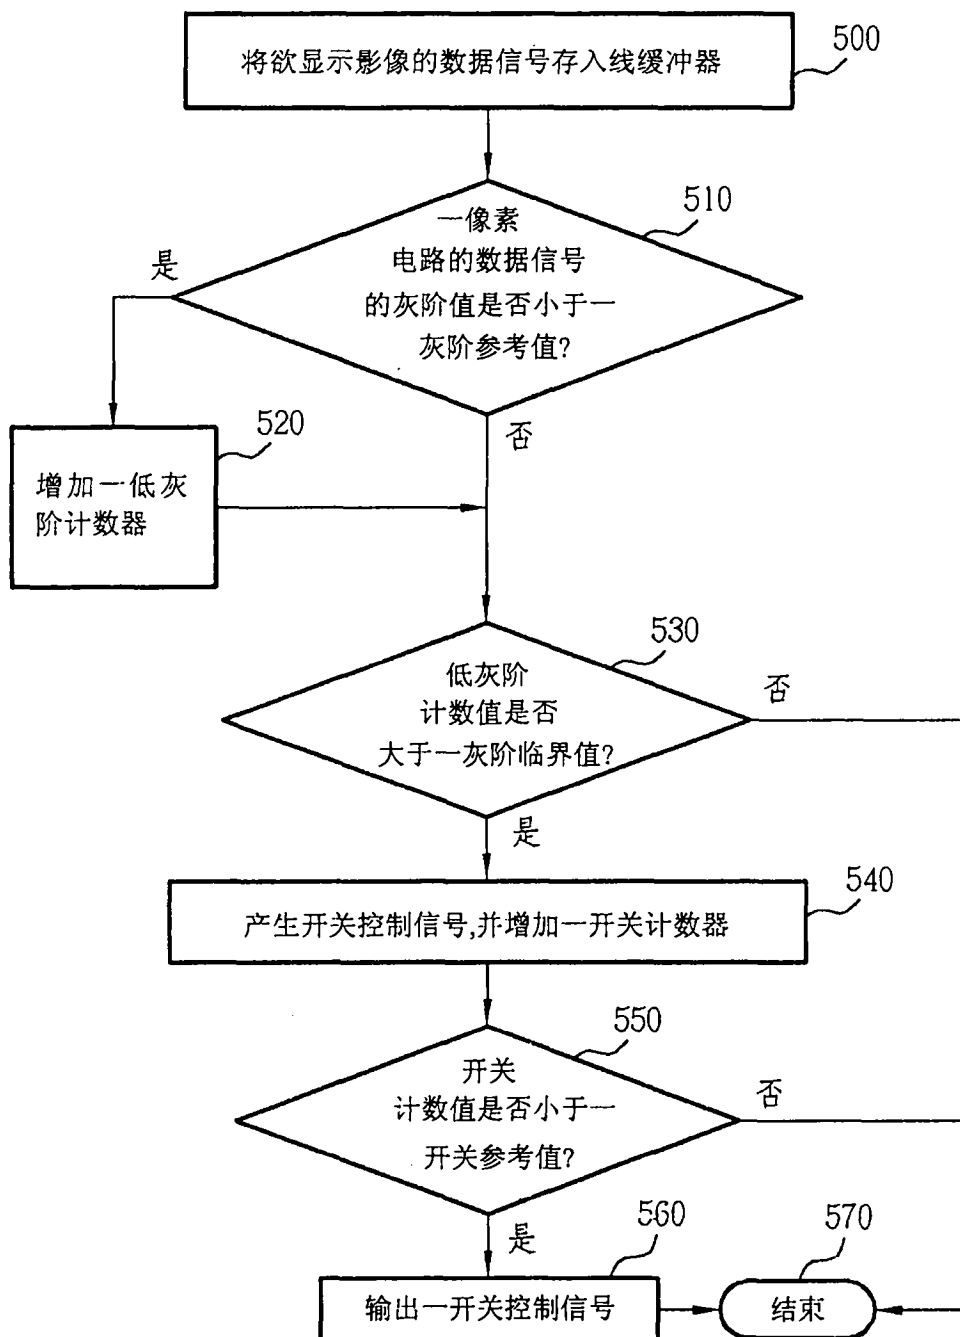 将欲显示影像的数据信号存入线缓冲器
500
一像素
电路的数据信号
的灰阶值是否小于一
灰阶参考值?
510
是
否
增加一低灰
阶计数器
520
低灰阶
计数值是否
大于一灰阶临界值?
530
否
是
产生开关控制信号,并增加一开关计数器
540
开关
计数值是否小于一
开关参考值?
550
否
是
输出一开关控制信号
560
结束
570